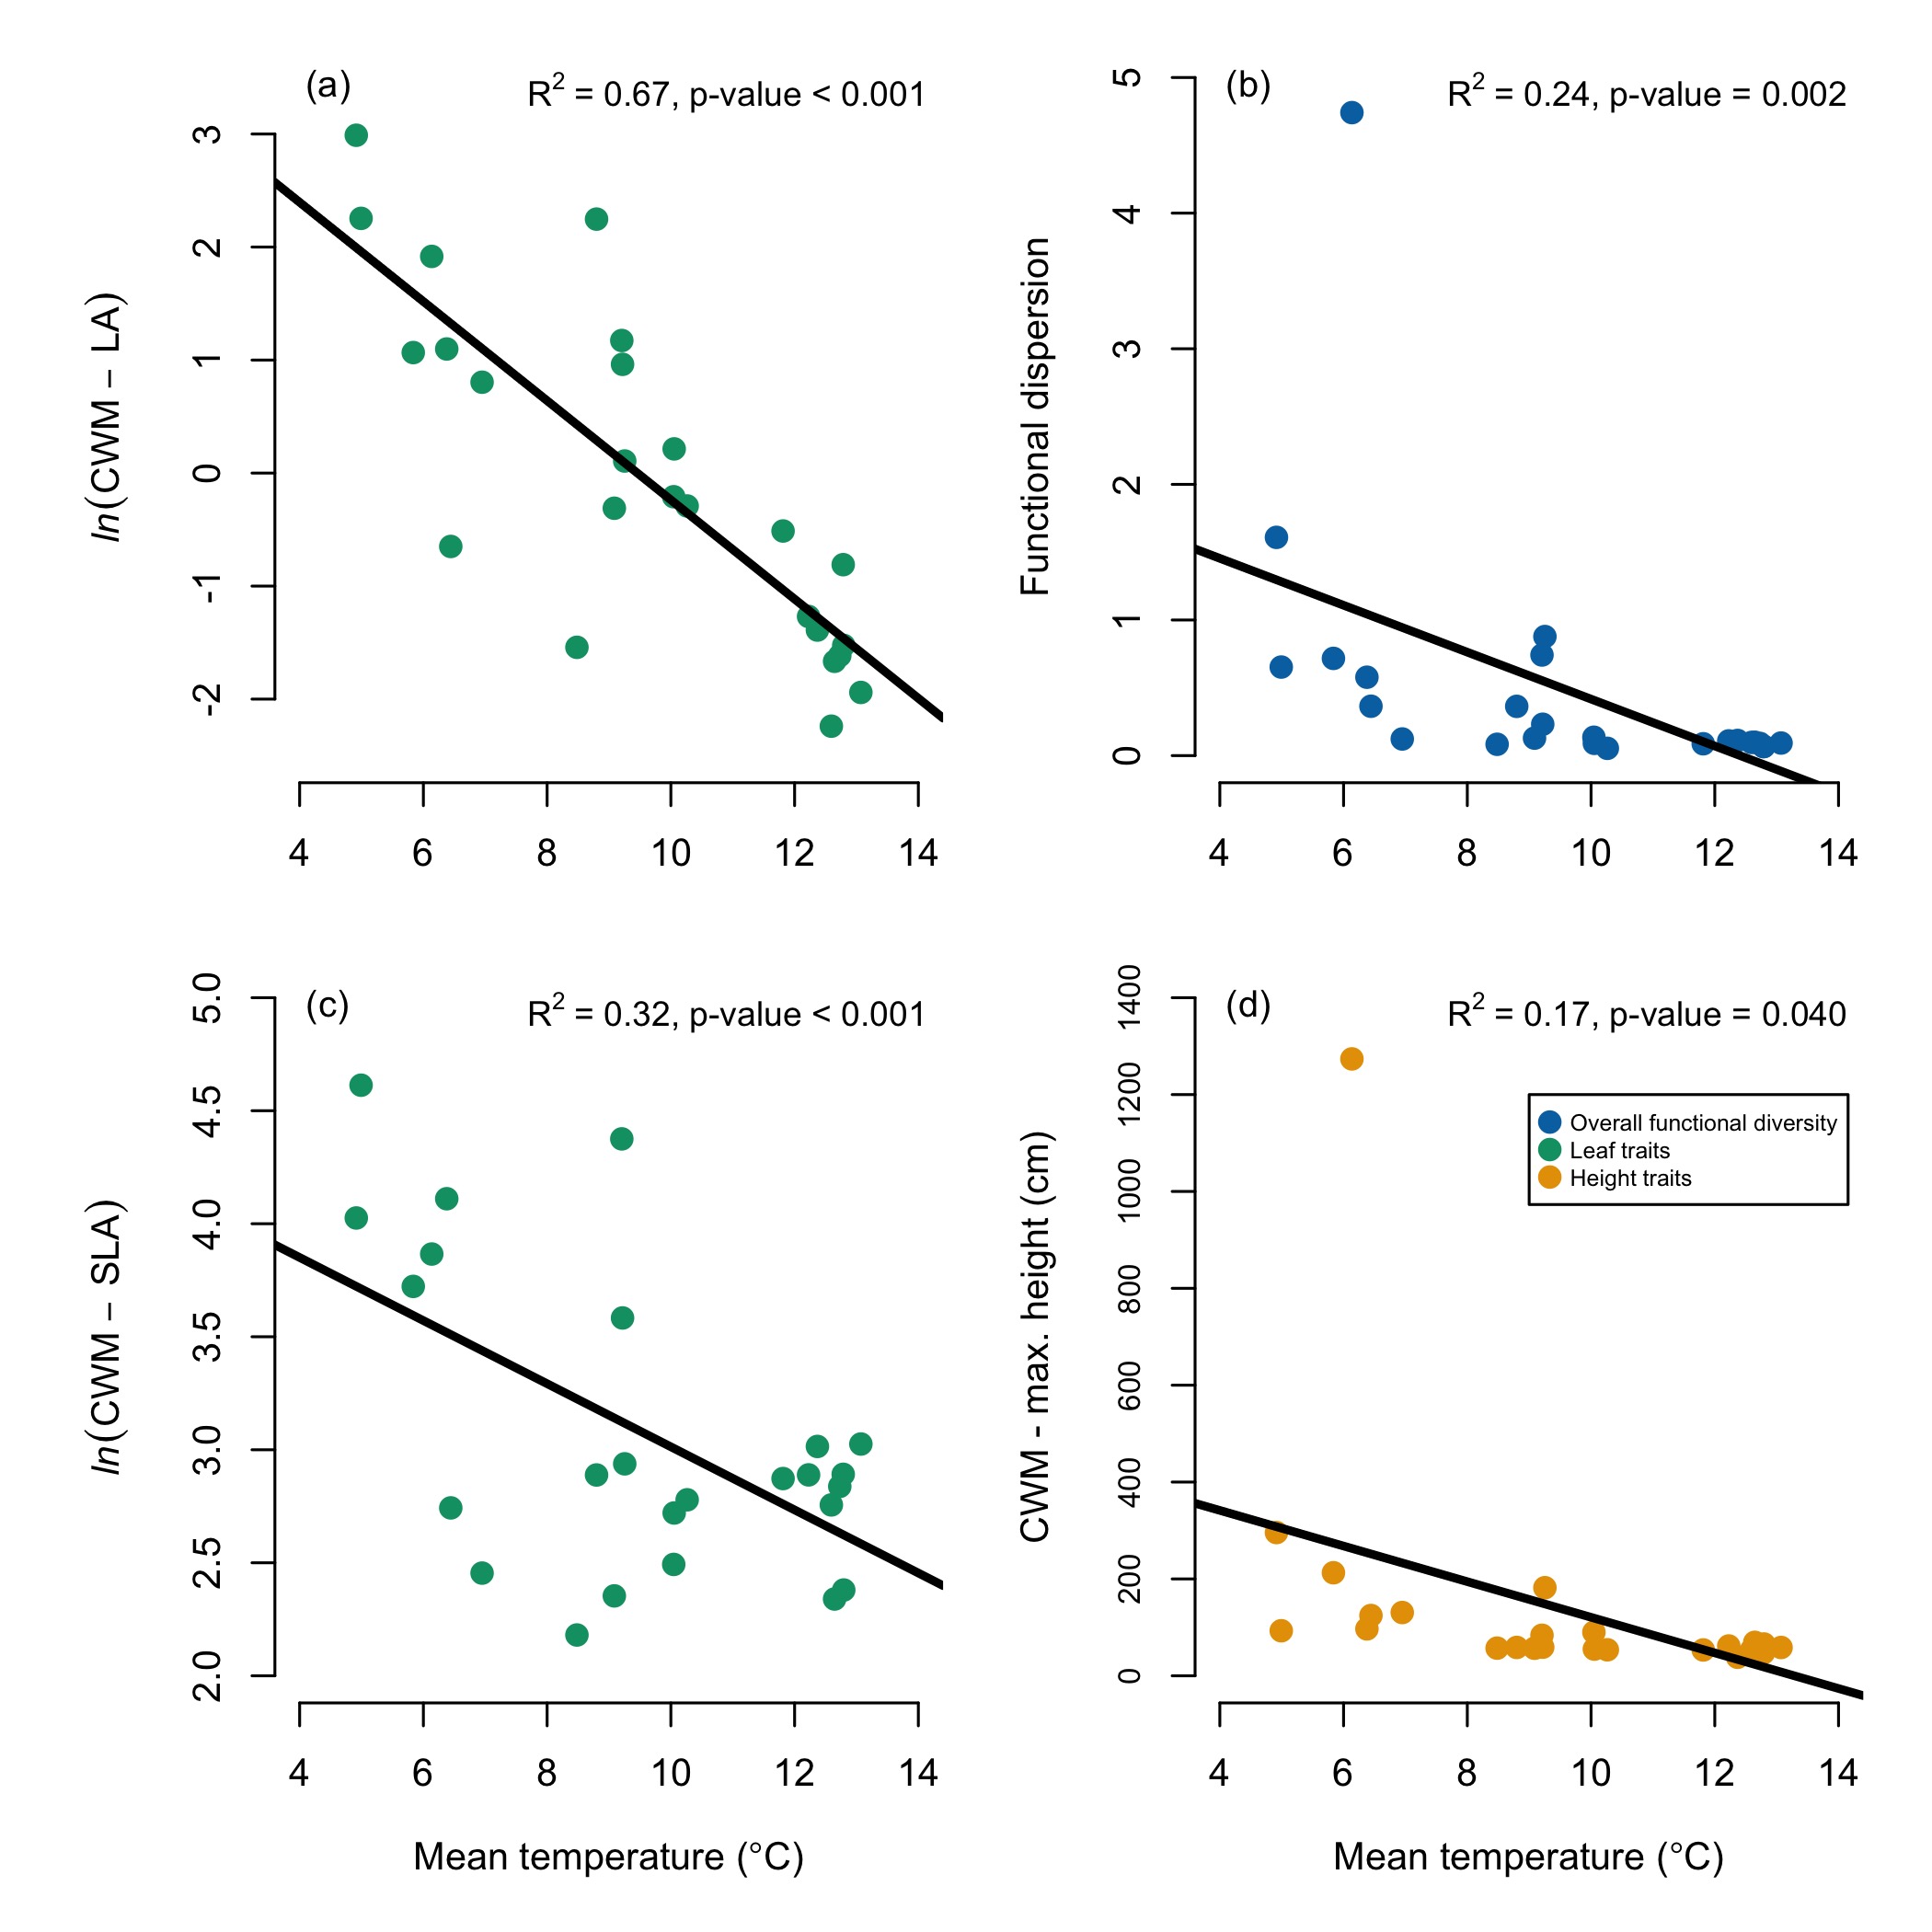 (a) R² = 0.67, p-value < 0.001
ln(CWM – LA)
3
2
1
0
-1
-2
4 6 8 10 12 14
(b) R² = 0.24, p-value = 0.002
Functional dispersion
5
4
3
2
1
0
4 6 8 10 12 14
(c) R² = 0.32, p-value < 0.001
ln(CWM – SLA)
5.0
4.5
4.0
3.5
3.0
2.5
2.0
4 6 8 10 12 14
Mean temperature (°C)
(d) R² = 0.17, p-value = 0.040
CWM - max. height (cm)
1400
1200
1000
800
600
400
200
0
Overall functional diversity
Leaf traits
Height traits
4 6 8 10 12 14
Mean temperature (°C)